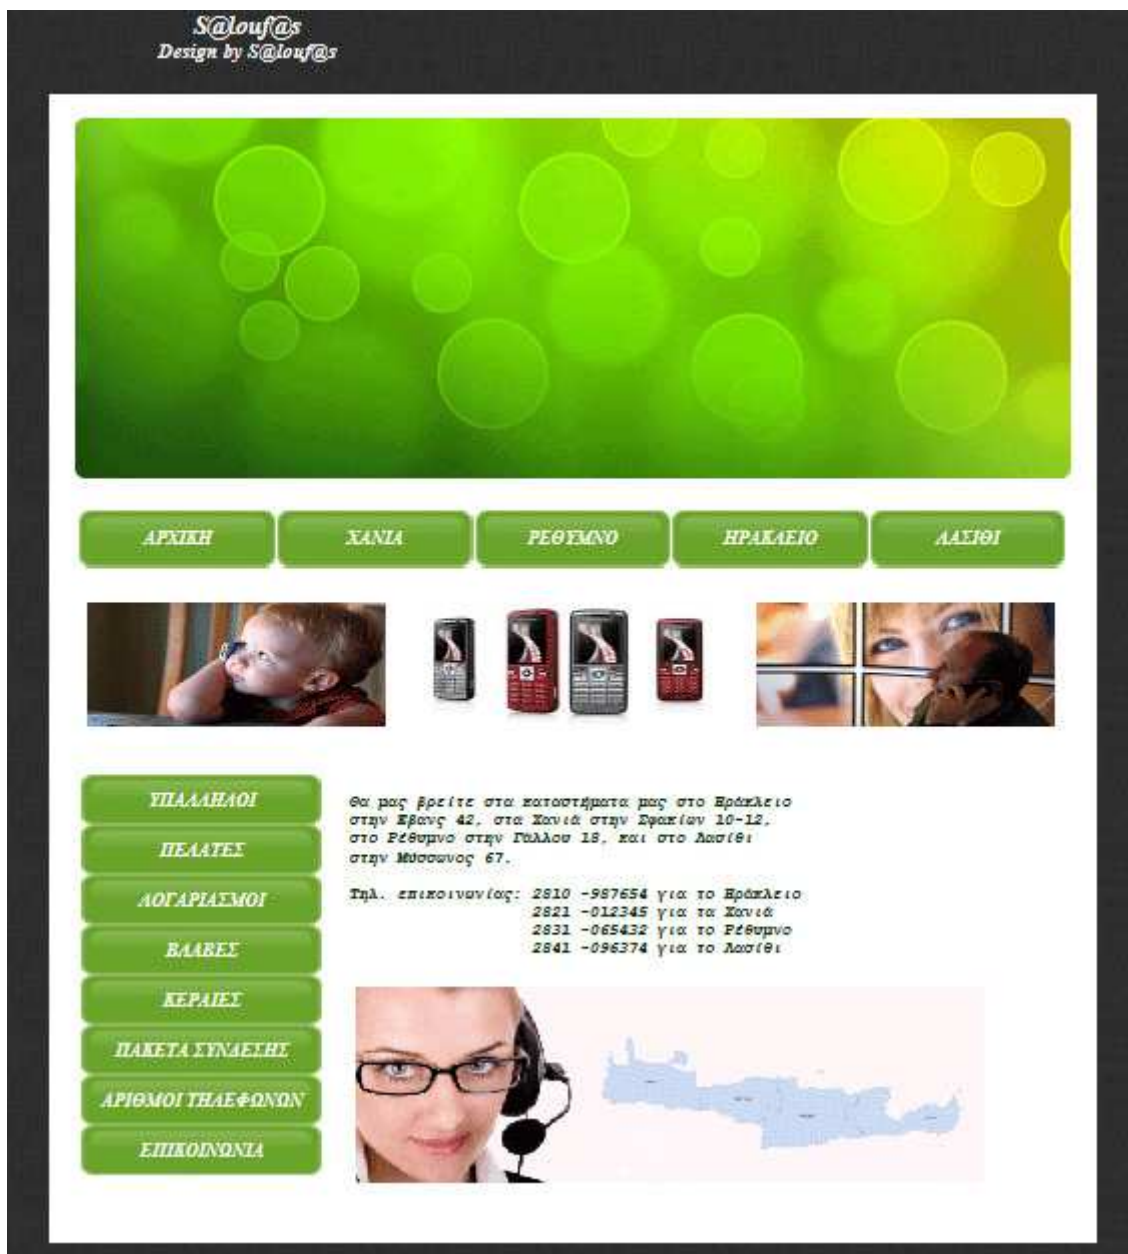 S@louf@s
Design by S@louf@s
ΑΡΧΙΚΗ
ΧΑΝΙΑ
ΡΕΘΥΜΝΟ
ΗΡΑΚΛΕΙΟ
ΛΑΣΙΘΙ
ΥΠΑΛΛΗΛΟΙ
ΠΕΛΑΤΕΣ
ΛΟΓΑΡΙΑΣΜΟΙ
ΒΛΑΒΕΣ
ΚΕΡΑΙΕΣ
ΠΑΚΕΤΑ ΣΥΝΔΕΣΗΣ
ΑΡΙΘΜΟΙ ΤΗΛΕΦΩΝΩΝ
ΕΠΙΚΟΙΝΩΝΙΑ
Θα μας βρείτε στα καταστήματα μας στο Ηράκλειο
στην Έβανς 42, στα Χανιά στην Σφακίων 10-12,
στο Ρέθυμνο στην Γάλλου 18, και στο Λασίθι
στην Μύσωνος 67.
Τηλ. επικοινωνίας: 2810 -987654 για το Ηράκλειο
2821 -012345 για τα Χανιά
2831 -065432 για το Ρέθυμνο
2841 -096374 για το Λασίθι